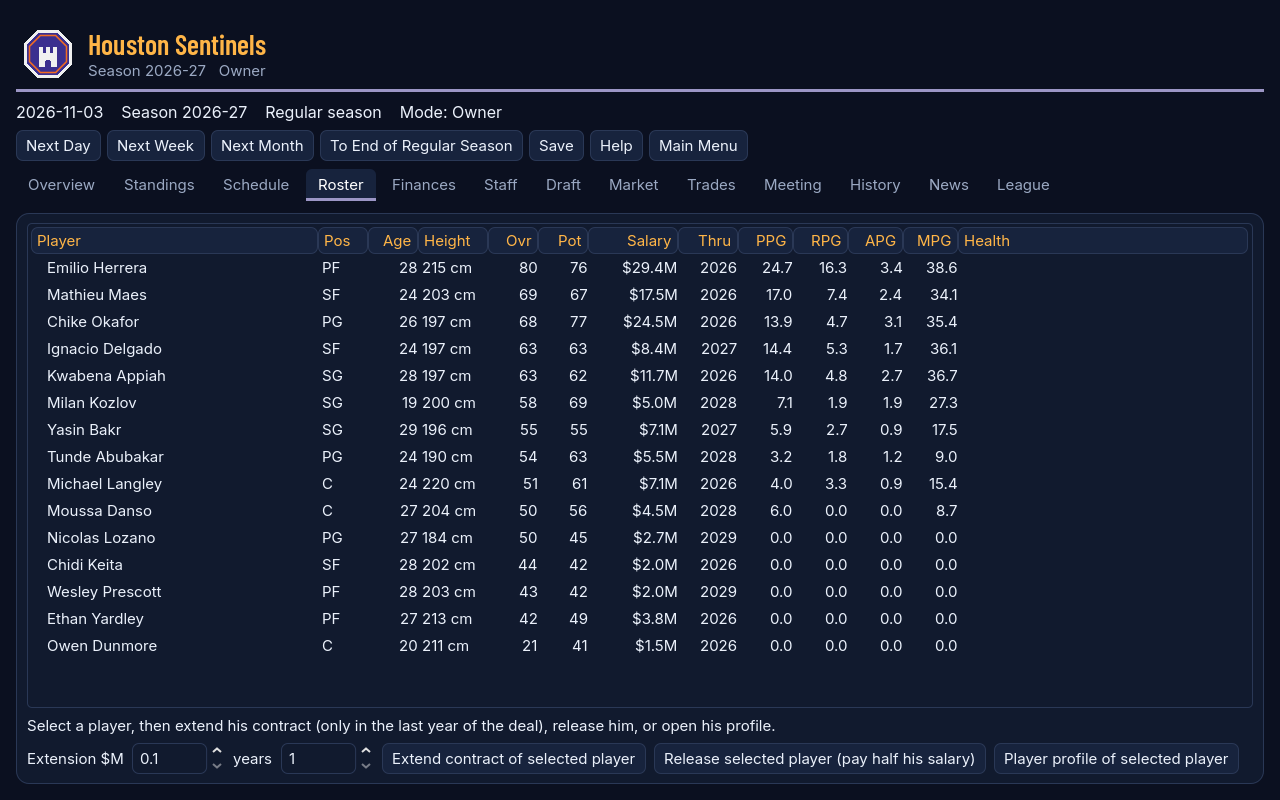 Houston Sentinels
Season 2026-27 Owner
2026-11-03 Season 2026-27 Regular season Mode: Owner
Next Day Next Week Next Month To End of Regular Season Save Help Main Menu
Overview Standings Schedule Roster Finances Staff Draft Market Trades Meeting History News League
Player Pos Age Height Ovr Pot Salary Thru PPG RPG APG MPG Health
Emilio Herrera PF 28 215 cm 80 76 $29.4M 2026 24.7 16.3 3.4 38.6
Mathieu Maes SF 24 203 cm 69 67 $17.5M 2026 17.0 7.4 2.4 34.1
Chike Okafor PG 26 197 cm 68 77 $24.5M 2026 13.9 4.7 3.1 35.4
Ignacio Delgado SF 24 197 cm 63 63 $8.4M 2027 14.4 5.3 1.7 36.1
Kwabena Appiah SG 28 197 cm 63 62 $11.7M 2026 14.0 4.8 2.7 36.7
Milan Kozlov SG 19 200 cm 58 69 $5.0M 2028 7.1 1.9 1.9 27.3
Yasin Bakr SG 29 196 cm 55 55 $7.1M 2027 5.9 2.7 0.9 17.5
Tunde Abubakar PG 24 190 cm 54 63 $5.5M 2028 3.2 1.8 1.2 9.0
Michael Langley C 24 220 cm 51 61 $7.1M 2026 4.0 3.3 0.9 15.4
Moussa Danso C 27 204 cm 50 56 $4.5M 2028 6.0 0.0 0.0 8.7
Nicolas Lozano PG 27 184 cm 50 45 $2.7M 2029 0.0 0.0 0.0 0.0
Chidi Keita SF 28 202 cm 44 42 $2.0M 2026 0.0 0.0 0.0 0.0
Wesley Prescott PF 28 203 cm 43 42 $2.0M 2029 0.0 0.0 0.0 0.0
Ethan Yardley PF 27 213 cm 42 49 $3.8M 2026 0.0 0.0 0.0 0.0
Owen Dunmore C 20 211 cm 21 41 $1.5M 2026 0.0 0.0 0.0 0.0
Select a player, then extend his contract (only in the last year of the deal), release him, or open his profile.
Extension $M 0.1 years 1 Extend contract of selected player Release selected player (pay half his salary) Player profile of selected player